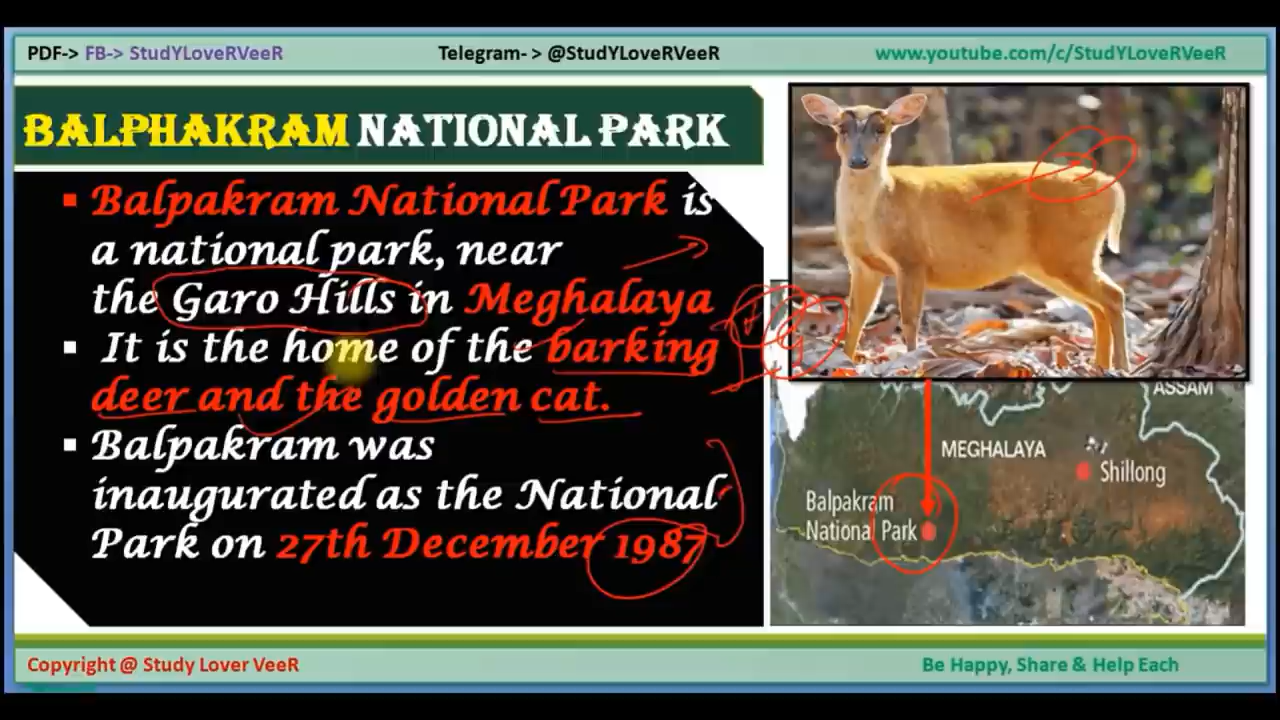 PDF-> FB-> StudYLoveRVeeR
Telegram- > @StudYLoveRVeeR
www.youtube.com/c/StudYLoveRVeeR
BALPHAKRAM NATIONAL PARK
Balpakram National Park is
a national park, near
the Garo Hills in Meghalaya
It is the home of the barking
deer and the golden cat.
Balpakram was
inaugurated as the National
Park on 27th December 1987
ASSAM
MEGHALAYA
Shillong
Balpakram
National Park
Copyright @ Study Lover VeeR
Be Happy, Share & Help Each